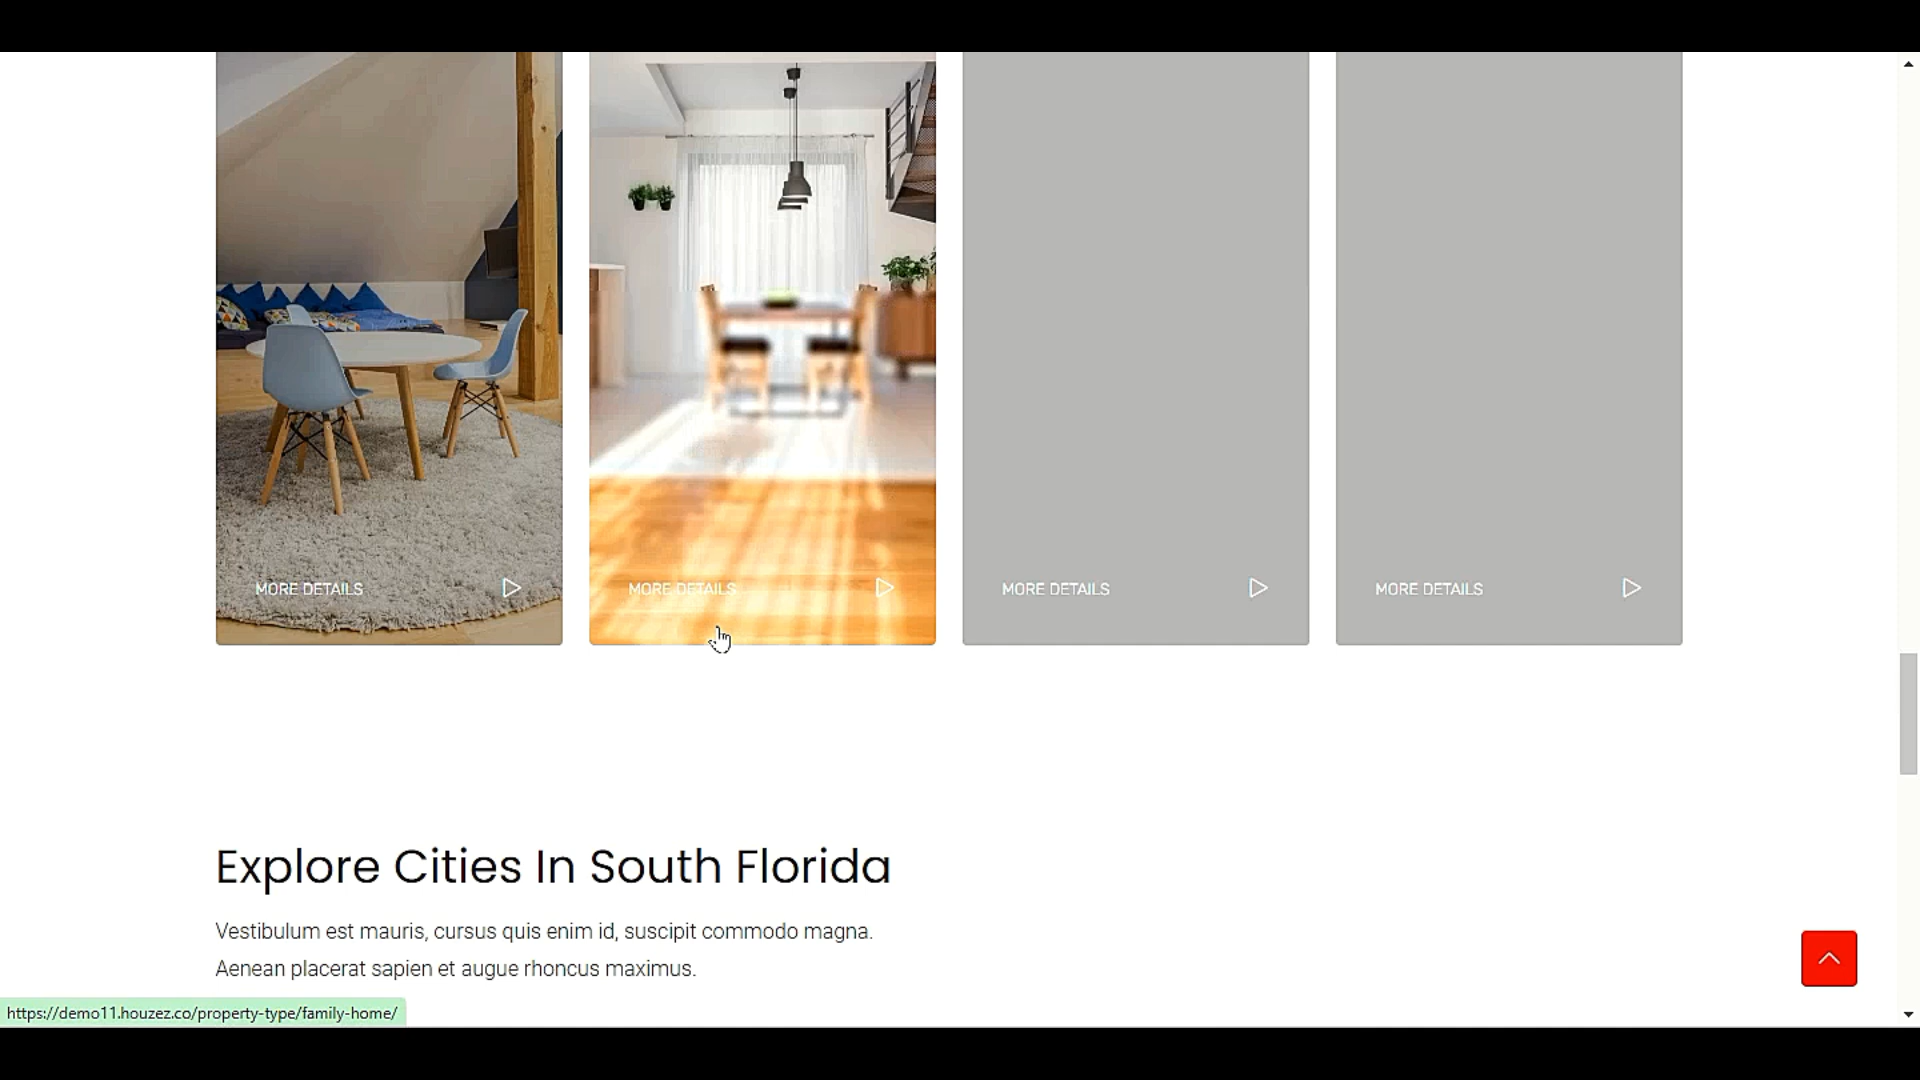 MORE DETAILS
MORE DETAILS
MORE DETAILS
MORE DETAILS
Explore Cities In South Florida
Vestibulum est mauris, cursus quis enim id, suscipit commodo magna.
Aenean placerat sapien et augue rhoncus maximus.
https://demo11.houzez.co/property-type/family-home/